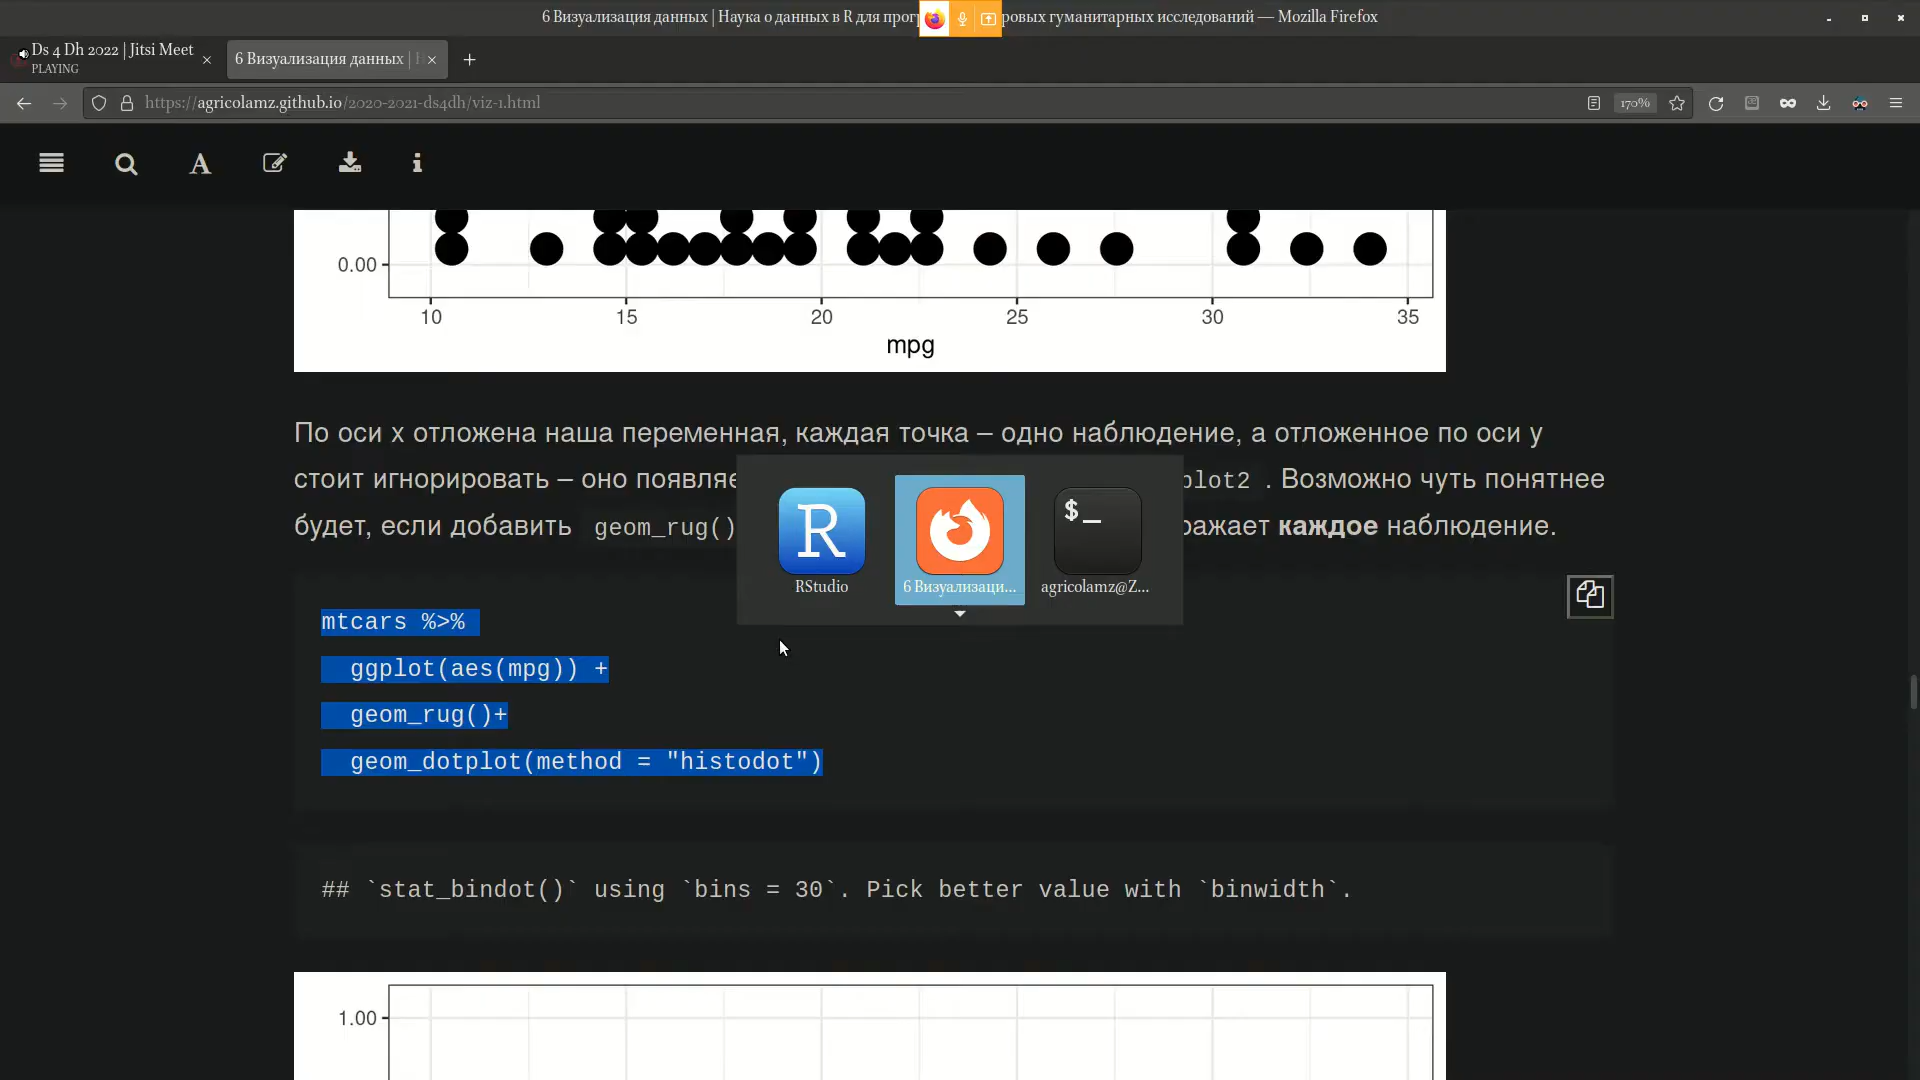 6 Визуализация данных | Наука о данных в R для прог ровых гуманитарных исследований — Mozilla Firefox
Ds 4 Dh 2022 | Jitsi Meet
PLAYING
6 Визуализация данных |
https://agricolamz.github.io/2020-2021-ds4dh/viz-1.html
170%
0.00
10 15 20 25 30 35
mpg
По оси x отложена наша переменная, каждая точка – одно наблюдение, а отложенное по оси y
стоит игнорировать – оно появляе plot2 . Возможно чуть понятнее
будет, если добавить geom_rug() ражает каждое наблюдение.
RStudio
6 Визуализаци...
agricolamz@Z...
mtcars %>%
ggplot(aes(mpg)) +
geom_rug()+
geom_dotplot(method = "histodot")
## `stat_bindot()` using `bins = 30`. Pick better value with `binwidth`.
1.00